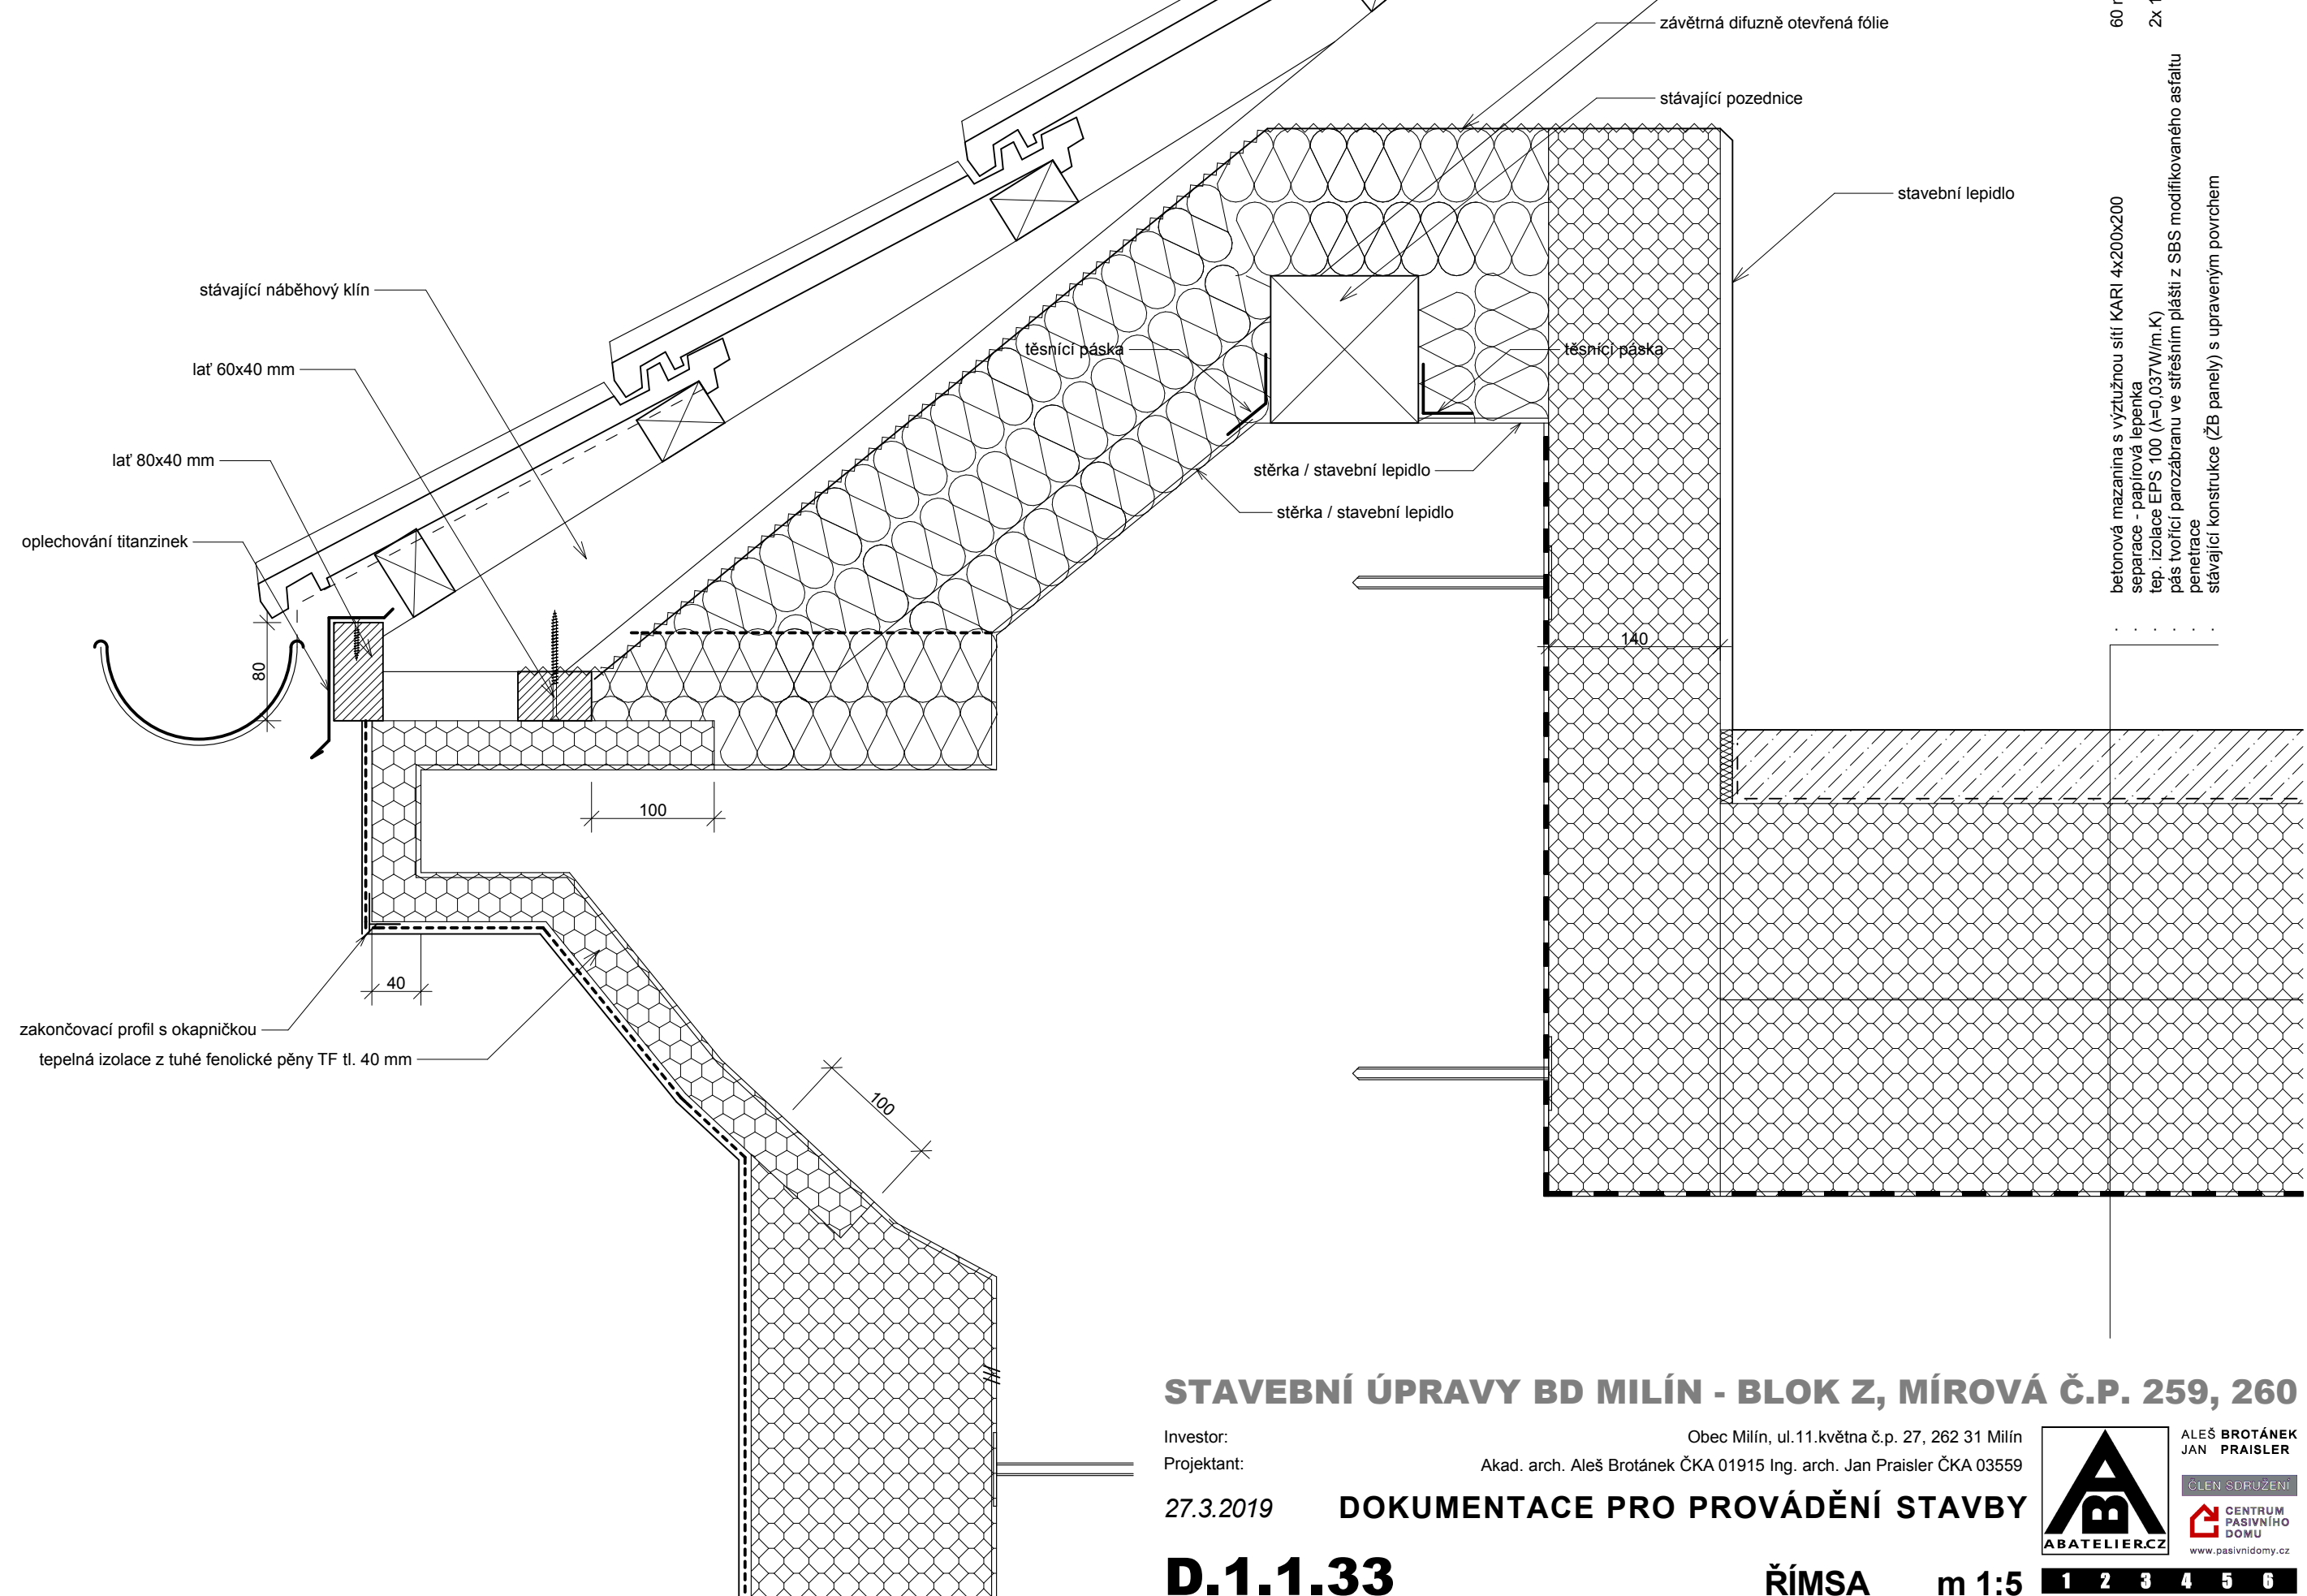 závětrná difuzně otevřená fólie
stávající pozednice
stavební lepidlo
stávající náběhový klín
lať 60x40 mm
lať 80x40 mm
oplechování titanzinek
těsnící páska
těsnící páska
stěrka / stavební lepidlo
stěrka / stavební lepidlo
80
140
100
40
100
zakončovací profil s okapničkou
tepelná izolace z tuhé fenolické pěny TF tl. 40 mm
60
betonová mazanina s výztužnou sítí KARI 4x200x200
separace - papírová lepenka
2x
tep. izolace EPS 100 (λ=0,037W/m.K)
pás tvořící parozábranu ve střešním plášti z SBS modifikovaného asfaltu
penetrace
stávající konstrukce (ŽB panely) s upraveným povrchem
STAVEBNÍ ÚPRAVY BD MILÍN - BLOK Z, MÍROVÁ Č.P. 259, 260
Investor: Obec Milín, ul.11.května č.p. 27, 262 31 Milín
Projektant: Akad. arch. Aleš Brotánek ČKA 01915 Ing. arch. Jan Praisler ČKA 03559
27.3.2019 DOKUMENTACE PRO PROVÁDĚNÍ STAVBY
D.1.1.33 ŘÍMSA m 1:5
ABATELIER.CZ
ALEŠ BROTÁNEK
JAN PRAISLER
ČLEN SDRUŽENÍ
CENTRUM
PASIVNÍHO
DOMU
www.pasivnidomy.cz
1 2 3 4 5 6